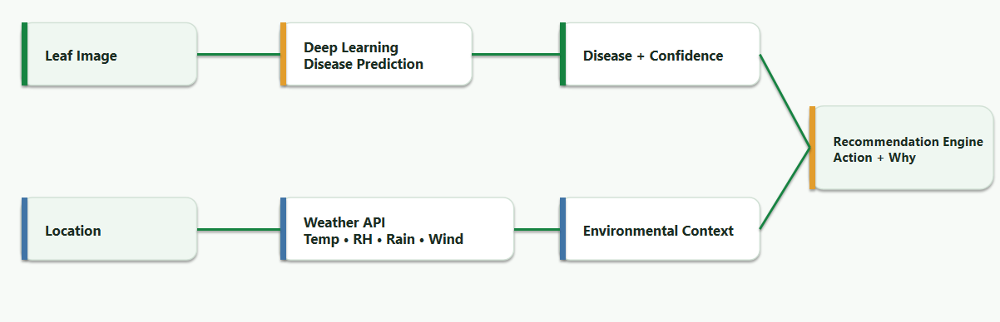 Leaf Image
Deep Learning
Disease Prediction
Disease + Confidence
Recommendation Engine
Action + Why
Location
Weather API
Temp • RH • Rain • Wind
Environmental Context